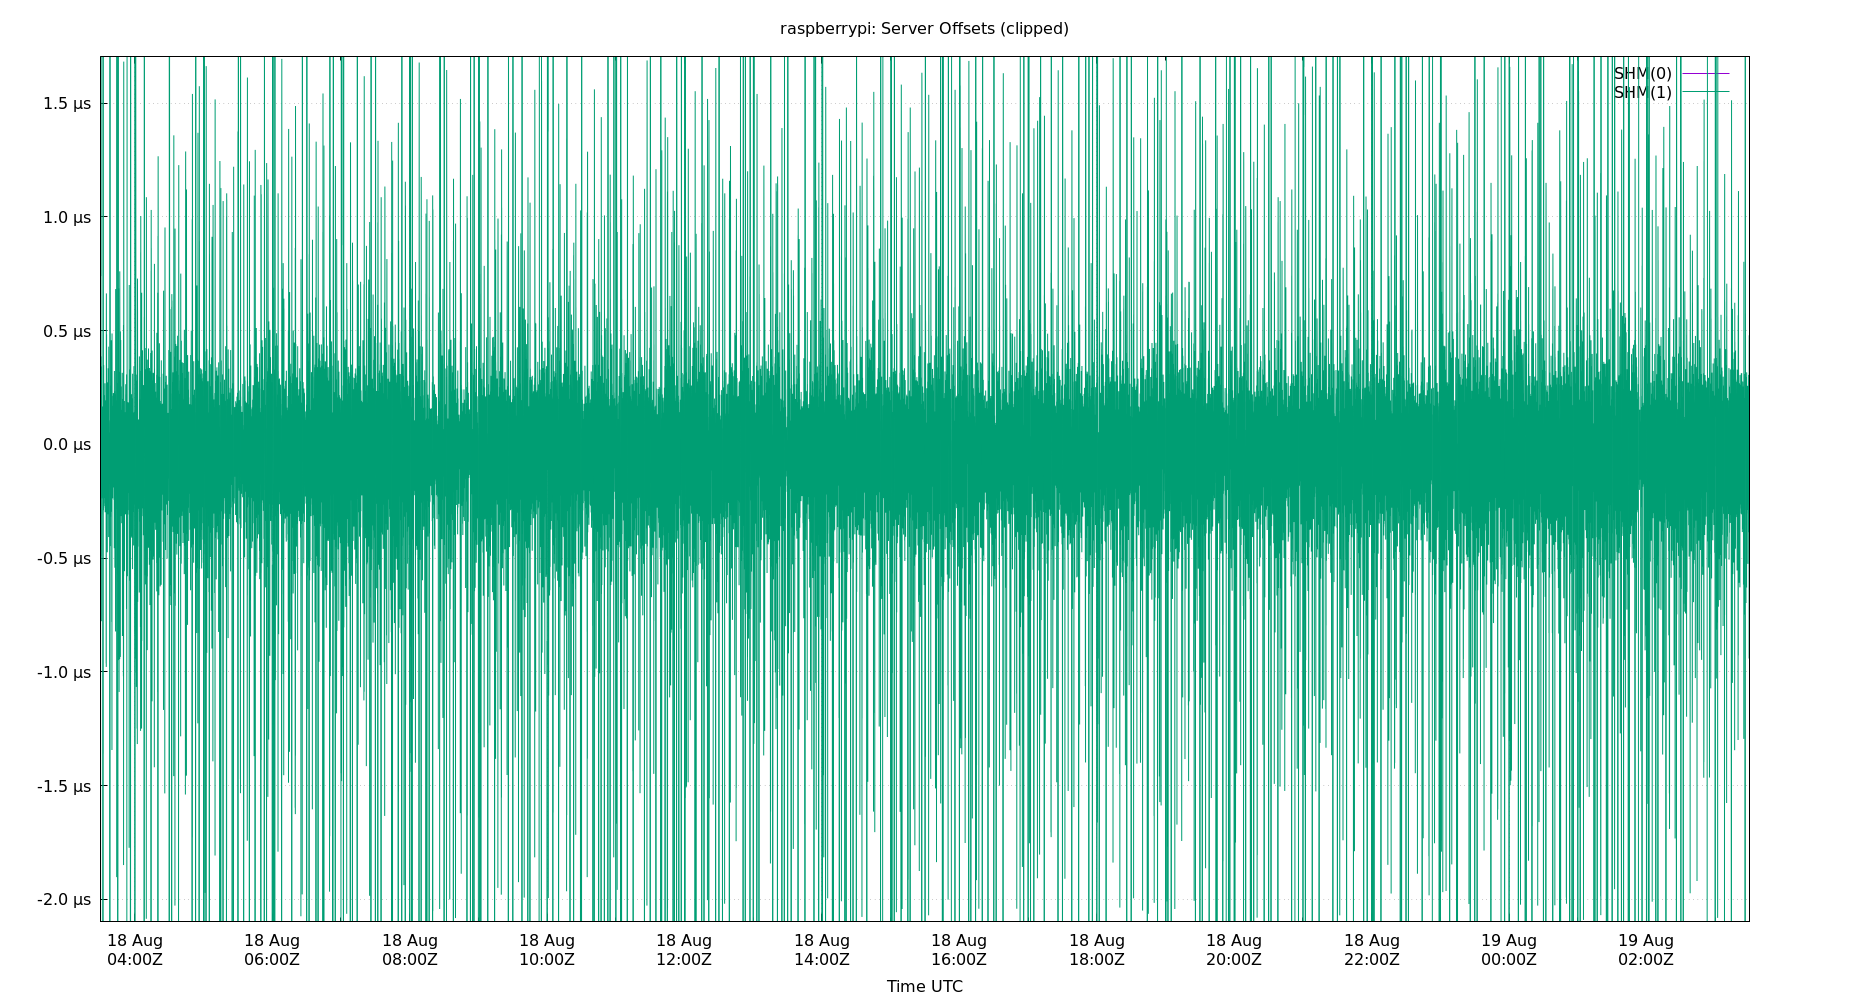 raspberrypi: Server Offsets (clipped)
SHM(0)
SHM(1)
1.5 µs
1.0 µs
0.5 µs
0.0 µs
-0.5 µs
-1.0 µs
-1.5 µs
-2.0 µs
18 Aug 18 Aug 18 Aug 18 Aug 18 Aug 18 Aug 18 Aug 18 Aug 18 Aug 18 Aug 19 Aug 19 Aug
04:00Z 06:00Z 08:00Z 10:00Z 12:00Z 14:00Z 16:00Z 18:00Z 20:00Z 22:00Z 00:00Z 02:00Z
Time UTC